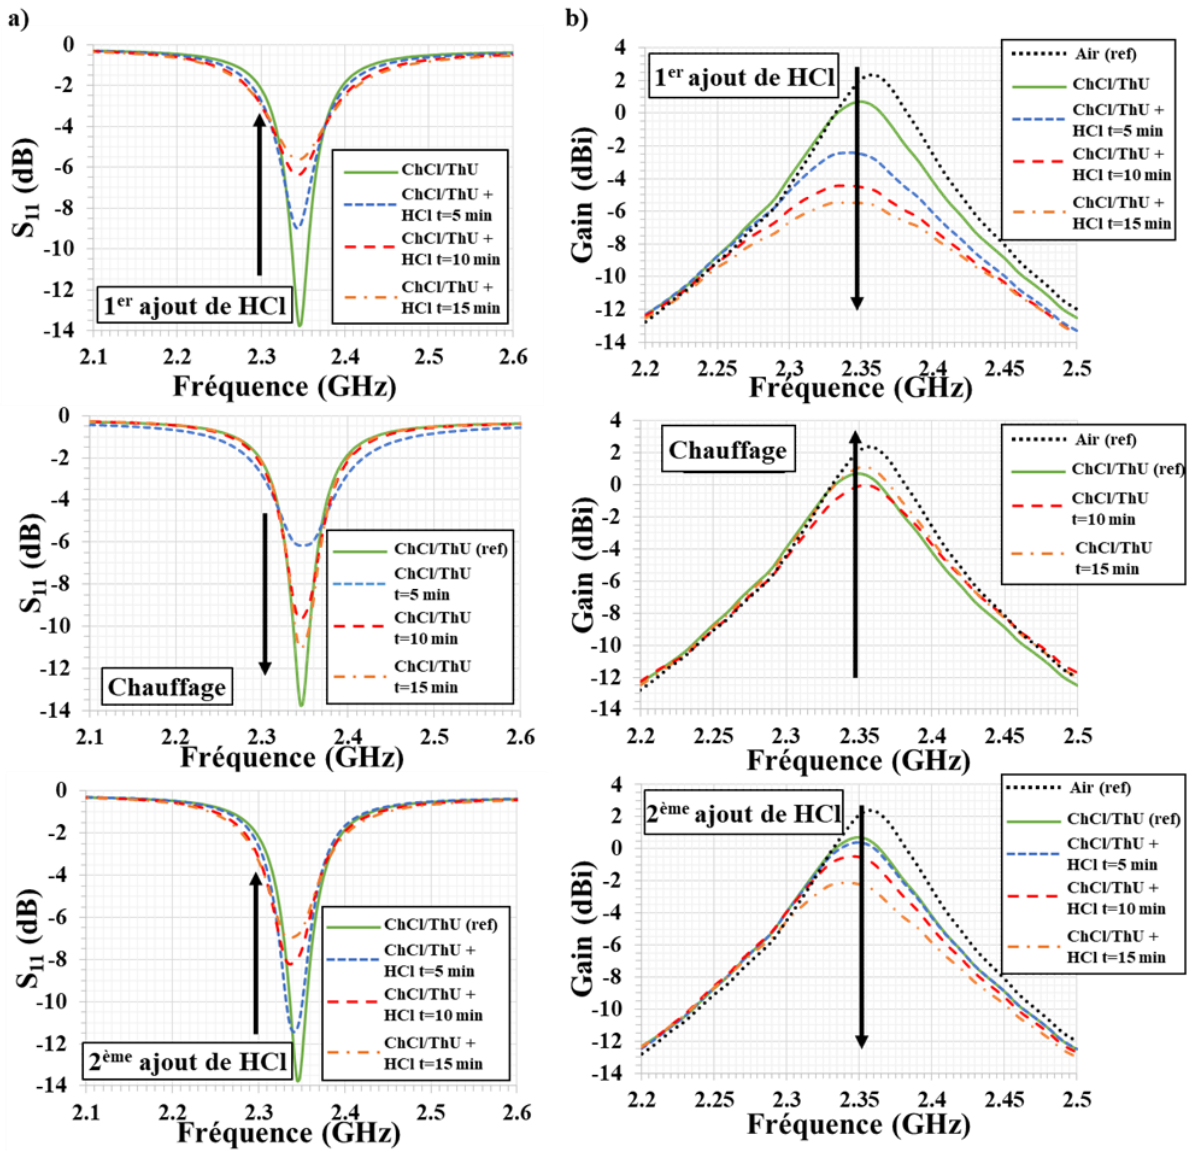 a)
0
-2
-4
-6
-8
-10
-12
-14
S11 (dB)
ChCl/ThU
ChCl/ThU +
HCl t=5 min
ChCl/ThU +
HCl t=10 min
ChCl/ThU +
HCl t=15 min
1er ajout de HCl
2.1 2.2 2.3 2.4 2.5 2.6
Fréquence (GHz)
b)
4
2
0
-2
-4
-6
-8
-10
-12
-14
Gain (dBi)
1er ajout de HCl
Air (ref)
ChCl/ThU
ChCl/ThU +
HCl t=5 min
ChCl/ThU +
HCl t=10 min
ChCl/ThU +
HCl t=15 min
2.2 2.25 2.3 2.35 2.4 2.45 2.5
Fréquence (GHz)
0
-2
-4
-6
-8
-10
-12
-14
S11 (dB)
ChCl/ThU (ref)
ChCl/ThU
t=5 min
ChCl/ThU
t=10 min
ChCl/ThU
t=15 min
Chauffage
2.1 2.2 2.3 2.4 2.5 2.6
Fréquence (GHz)
4
2
0
-2
-4
-6
-8
-10
-12
-14
Gain (dBi)
Chauffage
Air (ref)
ChCl/ThU (ref)
ChCl/ThU
t=10 min
ChCl/ThU
t=15 min
2.2 2.25 2.3 2.35 2.4 2.45 2.5
Fréquence (GHz)
0
-2
-4
-6
-8
-10
-12
-14
S11 (dB)
ChCl/ThU (ref)
ChCl/ThU +
HCl t=5 min
ChCl/ThU +
HCl t=10 min
ChCl/ThU +
HCl t=15 min
2ème ajout de HCl
2.1 2.2 2.3 2.4 2.5 2.6
Fréquence (GHz)
4
2
0
-2
-4
-6
-8
-10
-12
-14
Gain (dBi)
2ème ajout de HCl
Air (ref)
ChCl/ThU (ref)
ChCl/ThU +
HCl t=5 min
ChCl/ThU +
HCl t=10 min
ChCl/ThU +
HCl t=15 min
2.2 2.25 2.3 2.35 2.4 2.45 2.5
Fréquence (GHz)